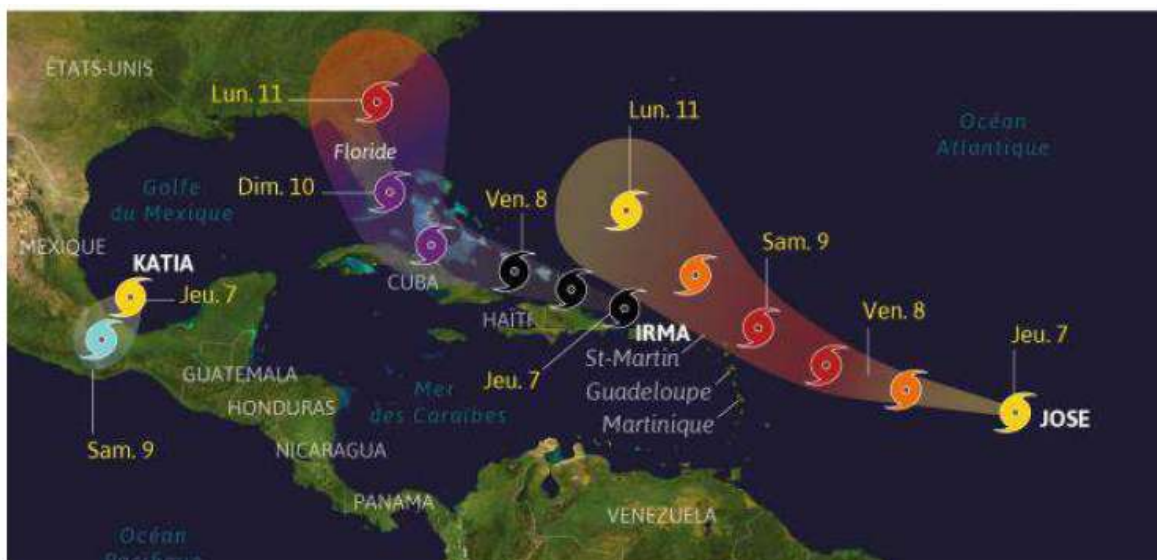 ÉTATS-UNIS
Lun. 11
Lun. 11
Océan
Atlantique
Floride
Golfe
du Mexique
Dim. 10
Ven. 8
Sam. 9
MEXIQUE
KATIA
Jeu. 7
CUBA
HAÏTI
IRMA
Ven. 8
Jeu. 7
St-Martin
Jeu. 7
GUATEMALA
Guadeloupe
Mer
des Caraïbes
HONDURAS
Martinique
JOSE
Sam. 9
NICARAGUA
PANAMA
VENEZUELA
Océan
Pacifique